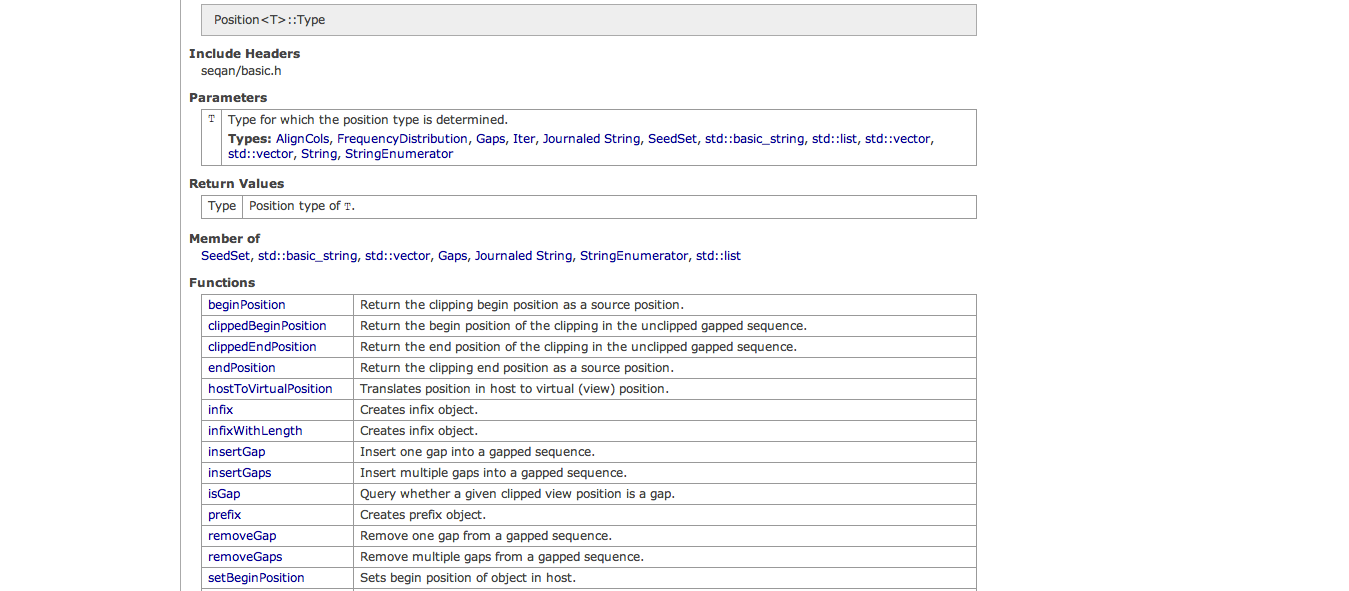 Position<T>::Type
Include Headers
seqan/basic.h
Parameters
T Type for which the position type is determined.
Types: AlignCols, FrequencyDistribution, Gaps, Iter, Journaled String, SeedSet, std::basic_string, std::list, std::vector,
std::vector, String, StringEnumerator
Return Values
Type Position type of T.
Member of
SeedSet, std::basic_string, std::vector, Gaps, Journaled String, StringEnumerator, std::list
Functions
beginPosition Return the clipping begin position as a source position.
clippedBeginPosition Return the begin position of the clipping in the unclipped gapped sequence.
clippedEndPosition Return the end position of the clipping in the unclipped gapped sequence.
endPosition Return the clipping end position as a source position.
hostToVirtualPosition Translates position in host to virtual (view) position.
infix Creates infix object.
infixWithLength Creates infix object.
insertGap Insert one gap into a gapped sequence.
insertGaps Insert multiple gaps into a gapped sequence.
isGap Query whether a given clipped view position is a gap.
prefix Creates prefix object.
removeGap Remove one gap from a gapped sequence.
removeGaps Remove multiple gaps from a gapped sequence.
setBeginPosition Sets begin position of object in host.